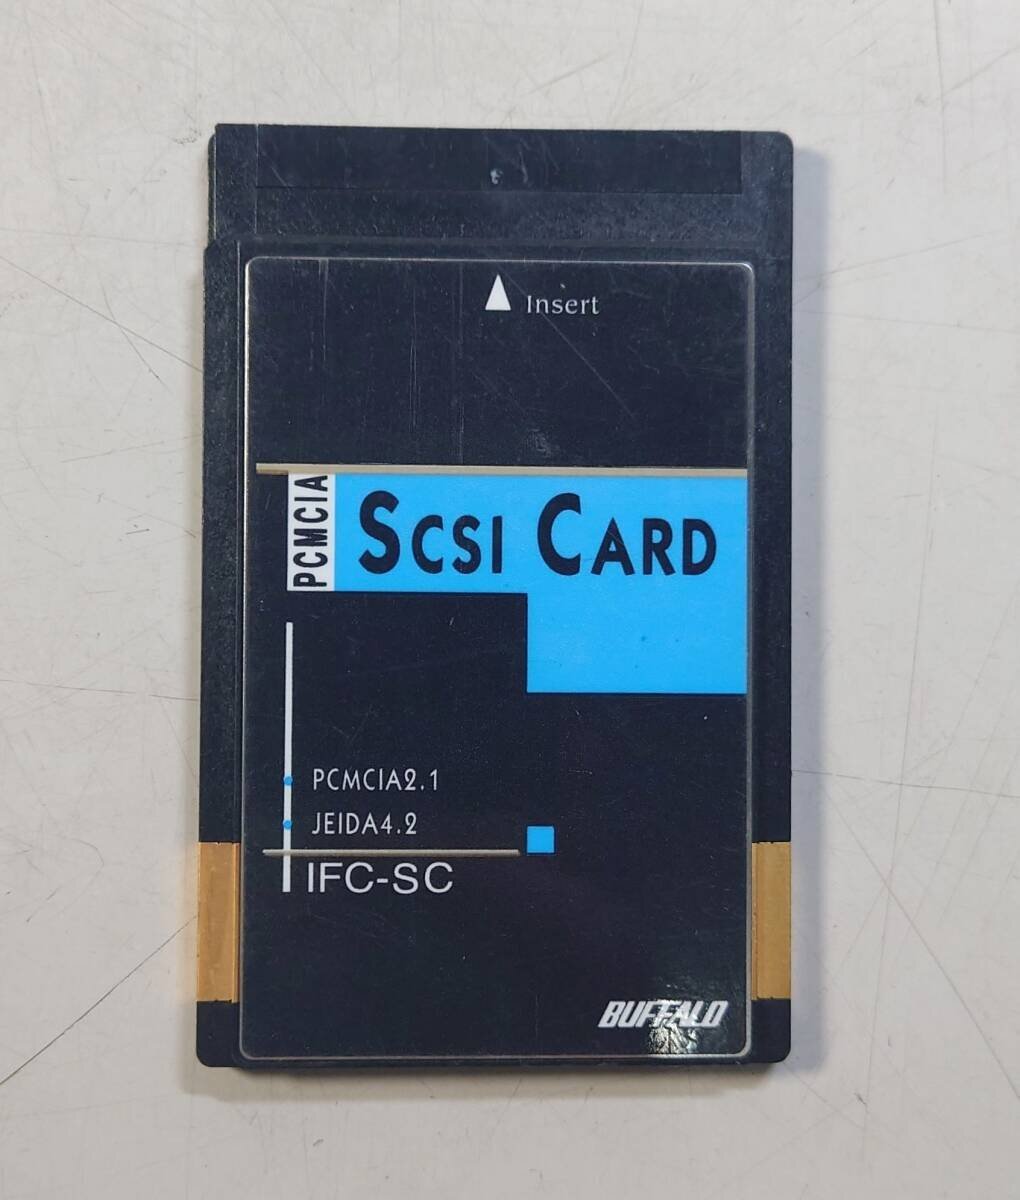 Insert
PCMCIA
SCSI CARD
PCMCIA2.1
JEIDA4.2
IFC-SC
BUFFALO